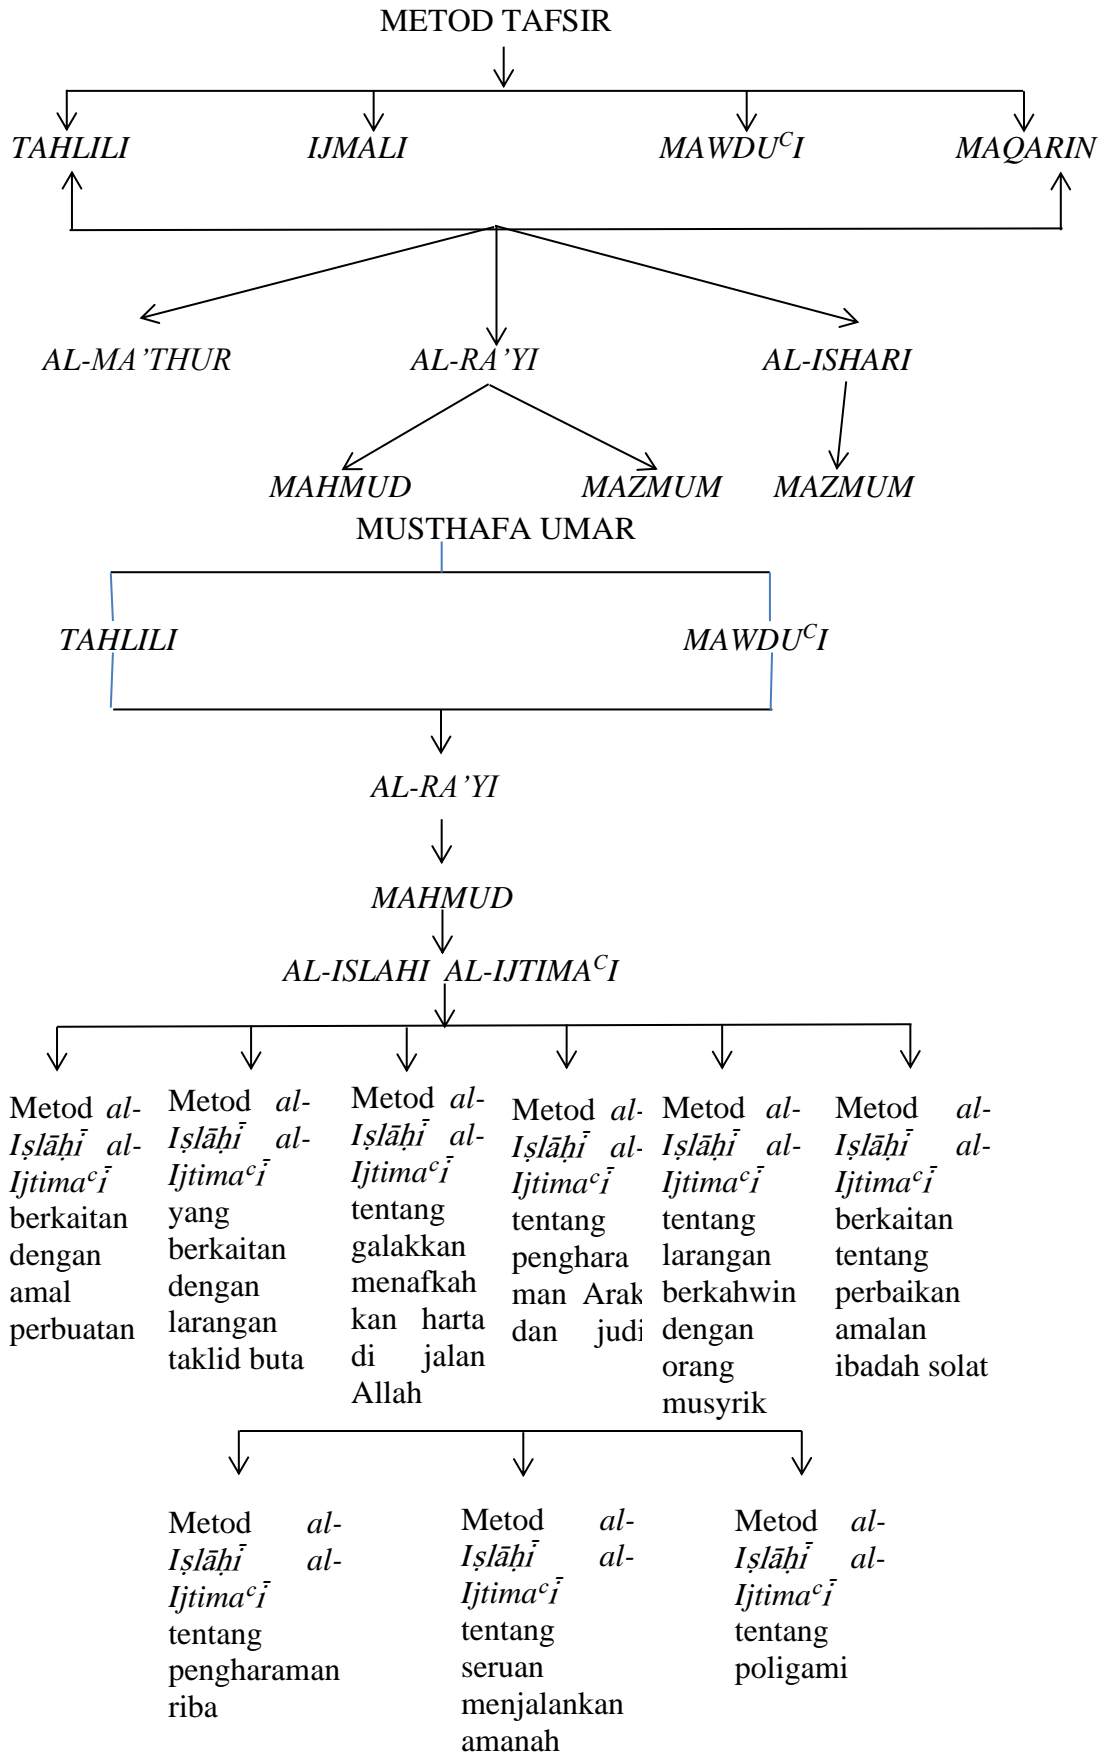 METOD TAFSIR
TAHLILI
IJMALI
MAWDUᶜI
MAQARIN
AL-MA’THUR
AL-RA’YI
AL-ISHARI
MAHMUD
MAZMUM
MAZMUM
MUSTHAFA UMAR
TAHLILI
MAWDUᶜI
AL-RA’YI
MAHMUD
AL-ISLAHI AL-IJTIMAᶜI
Metod al-
Iṣlāḥī al-
Ijtimaᶜī
berkaitan
dengan
amal
perbuatan
Metod al-
Iṣlāḥī al-
Ijtimaᶜī
yang
berkaitan
dengan
larangan
taklid buta
Metod al-
Iṣlāḥī al-
Ijtimaᶜī
tentang
galakkan
menafkah
kan harta
di jalan
Allah
Metod al-
Iṣlāḥī al-
Ijtimaᶜī
tentang
penghara
man Arak
dan judi
Metod al-
Iṣlāḥī al-
Ijtimaᶜī
tentang
larangan
berkahwin
dengan
orang
musyrik
Metod al-
Iṣlāḥī al-
Ijtimaᶜī
berkaitan
tentang
perbaikan
amalan
ibadah solat
Metod al-
Iṣlāḥī al-
Ijtimaᶜī
tentang
pengharaman
riba
Metod al-
Iṣlāḥī al-
Ijtimaᶜī
tentang
seruan
menjalankan
amanah
Metod al-
Iṣlāḥī al-
Ijtimaᶜī
tentang
poligami